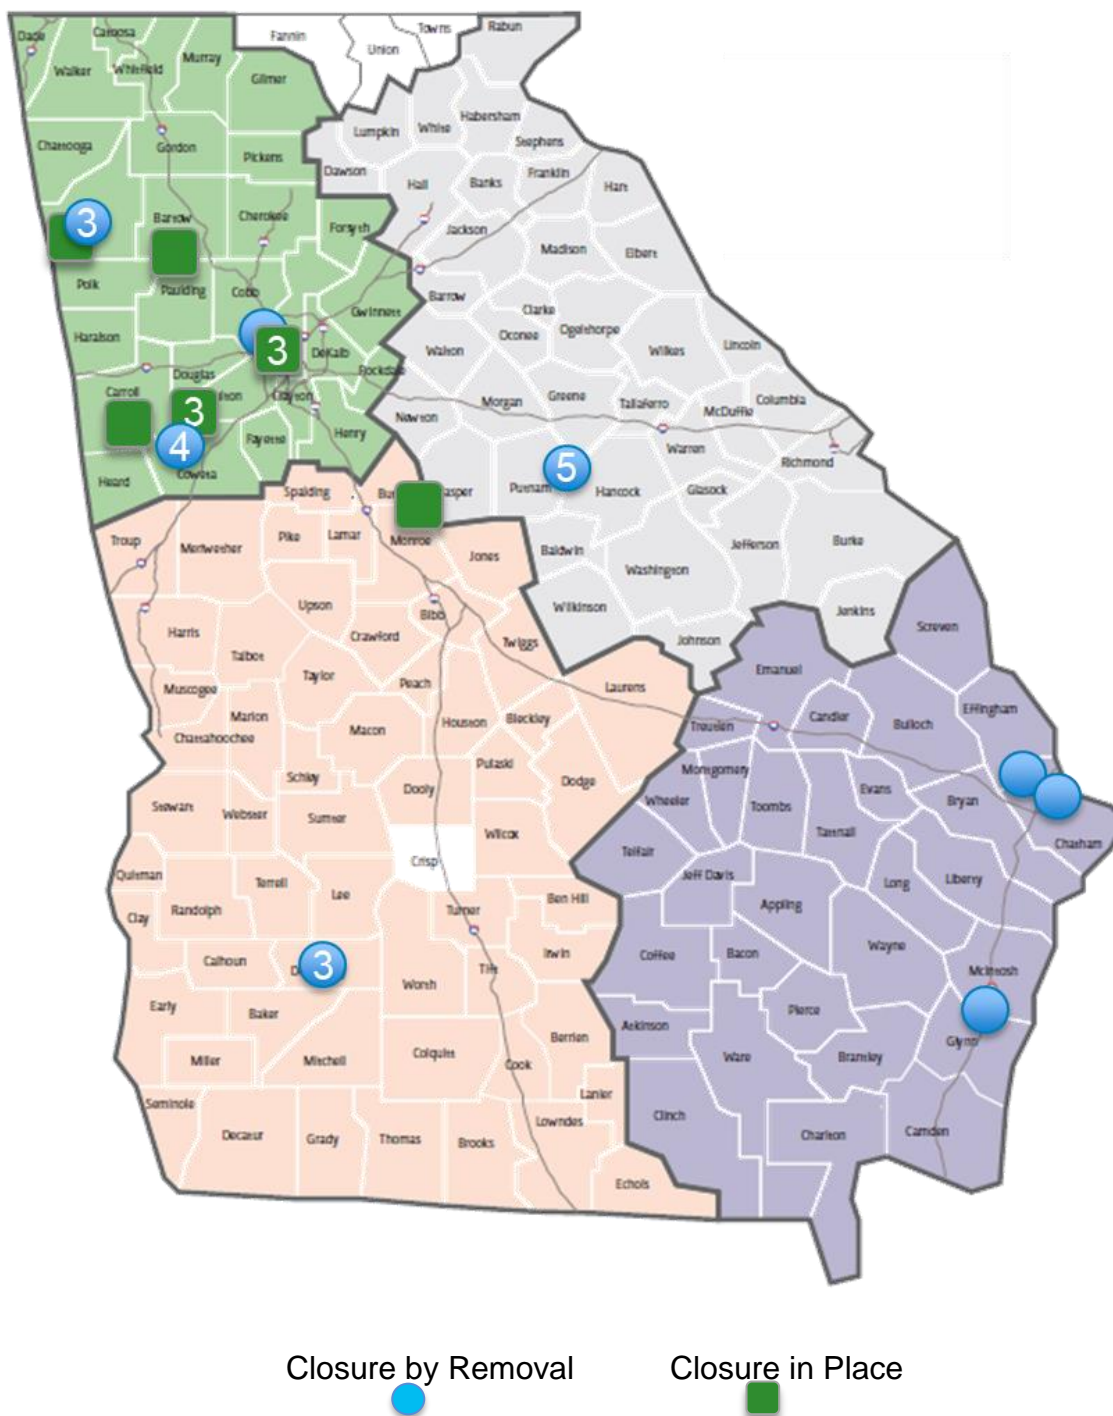 Dade
Catoosa
Whitfield
Murray
Fannin
Union
Towns
Rabun
Walker
Gilmer
Chattooga
Gordon
Pickens
Lumpkin
White
Habersham
Stephens
Dawson
Hall
Banks
Franklin
Hart
3
Barrow
Cherokee
Forsyth
Jackson
Madison
Elbert
Polk
Paulding
Cobb
Gwinnett
Barrow
Clarke
Oconee
Oglethorpe
Wilkes
Lincoln
Haralson
3
DeKalb
Walton
Douglas
Rockdale
Carroll
3
lton
Clayton
Newton
Morgan
Greene
Taliaferro
McDuffie
Columbia
4
Fayette
Henry
Warren
Richmond
Heard
Coweta
5
Spalding
Bu
asper
Putnam
Hancock
Glasock
Troup
Meriwether
Pike
Lamar
Monroe
Jones
Baldwin
Washington
Jefferson
Burke
Upson
Bibb
Wilkinson
Jenkins
Screven
Harris
Talbot
Crawford
Twiggs
Johnson
Taylor
Peach
Laurens
Emanuel
Muscogee
Marion
Chattahoochee
Macon
Houston
Bleckley
Treutlen
Candler
Bulloch
Effingham
Schley
Pulaski
Dodge
Montgomery
Dooly
Stewart
Webster
Sumter
Wheeler
Toombs
Evans
Bryan
Wilcox
Tattnall
Chatham
Crisp
Telfair
Quitman
Terrell
Lee
Jeff Davis
Long
Liberty
Clay
Randolph
Turner
Ben Hill
Appling
Calhoun
D
3
Tift
Irwin
Coffee
Bacon
Wayne
McIntosh
Early
Baker
Worth
Atkinson
Pierce
Glynn
Miller
Mitchell
Colquitt
Cook
Berrien
Ware
Brantley
Seminole
Lanier
Decatur
Grady
Thomas
Brooks
Lowndes
Clinch
Charlton
Camden
Echols
Closure by Removal
Closure in Place